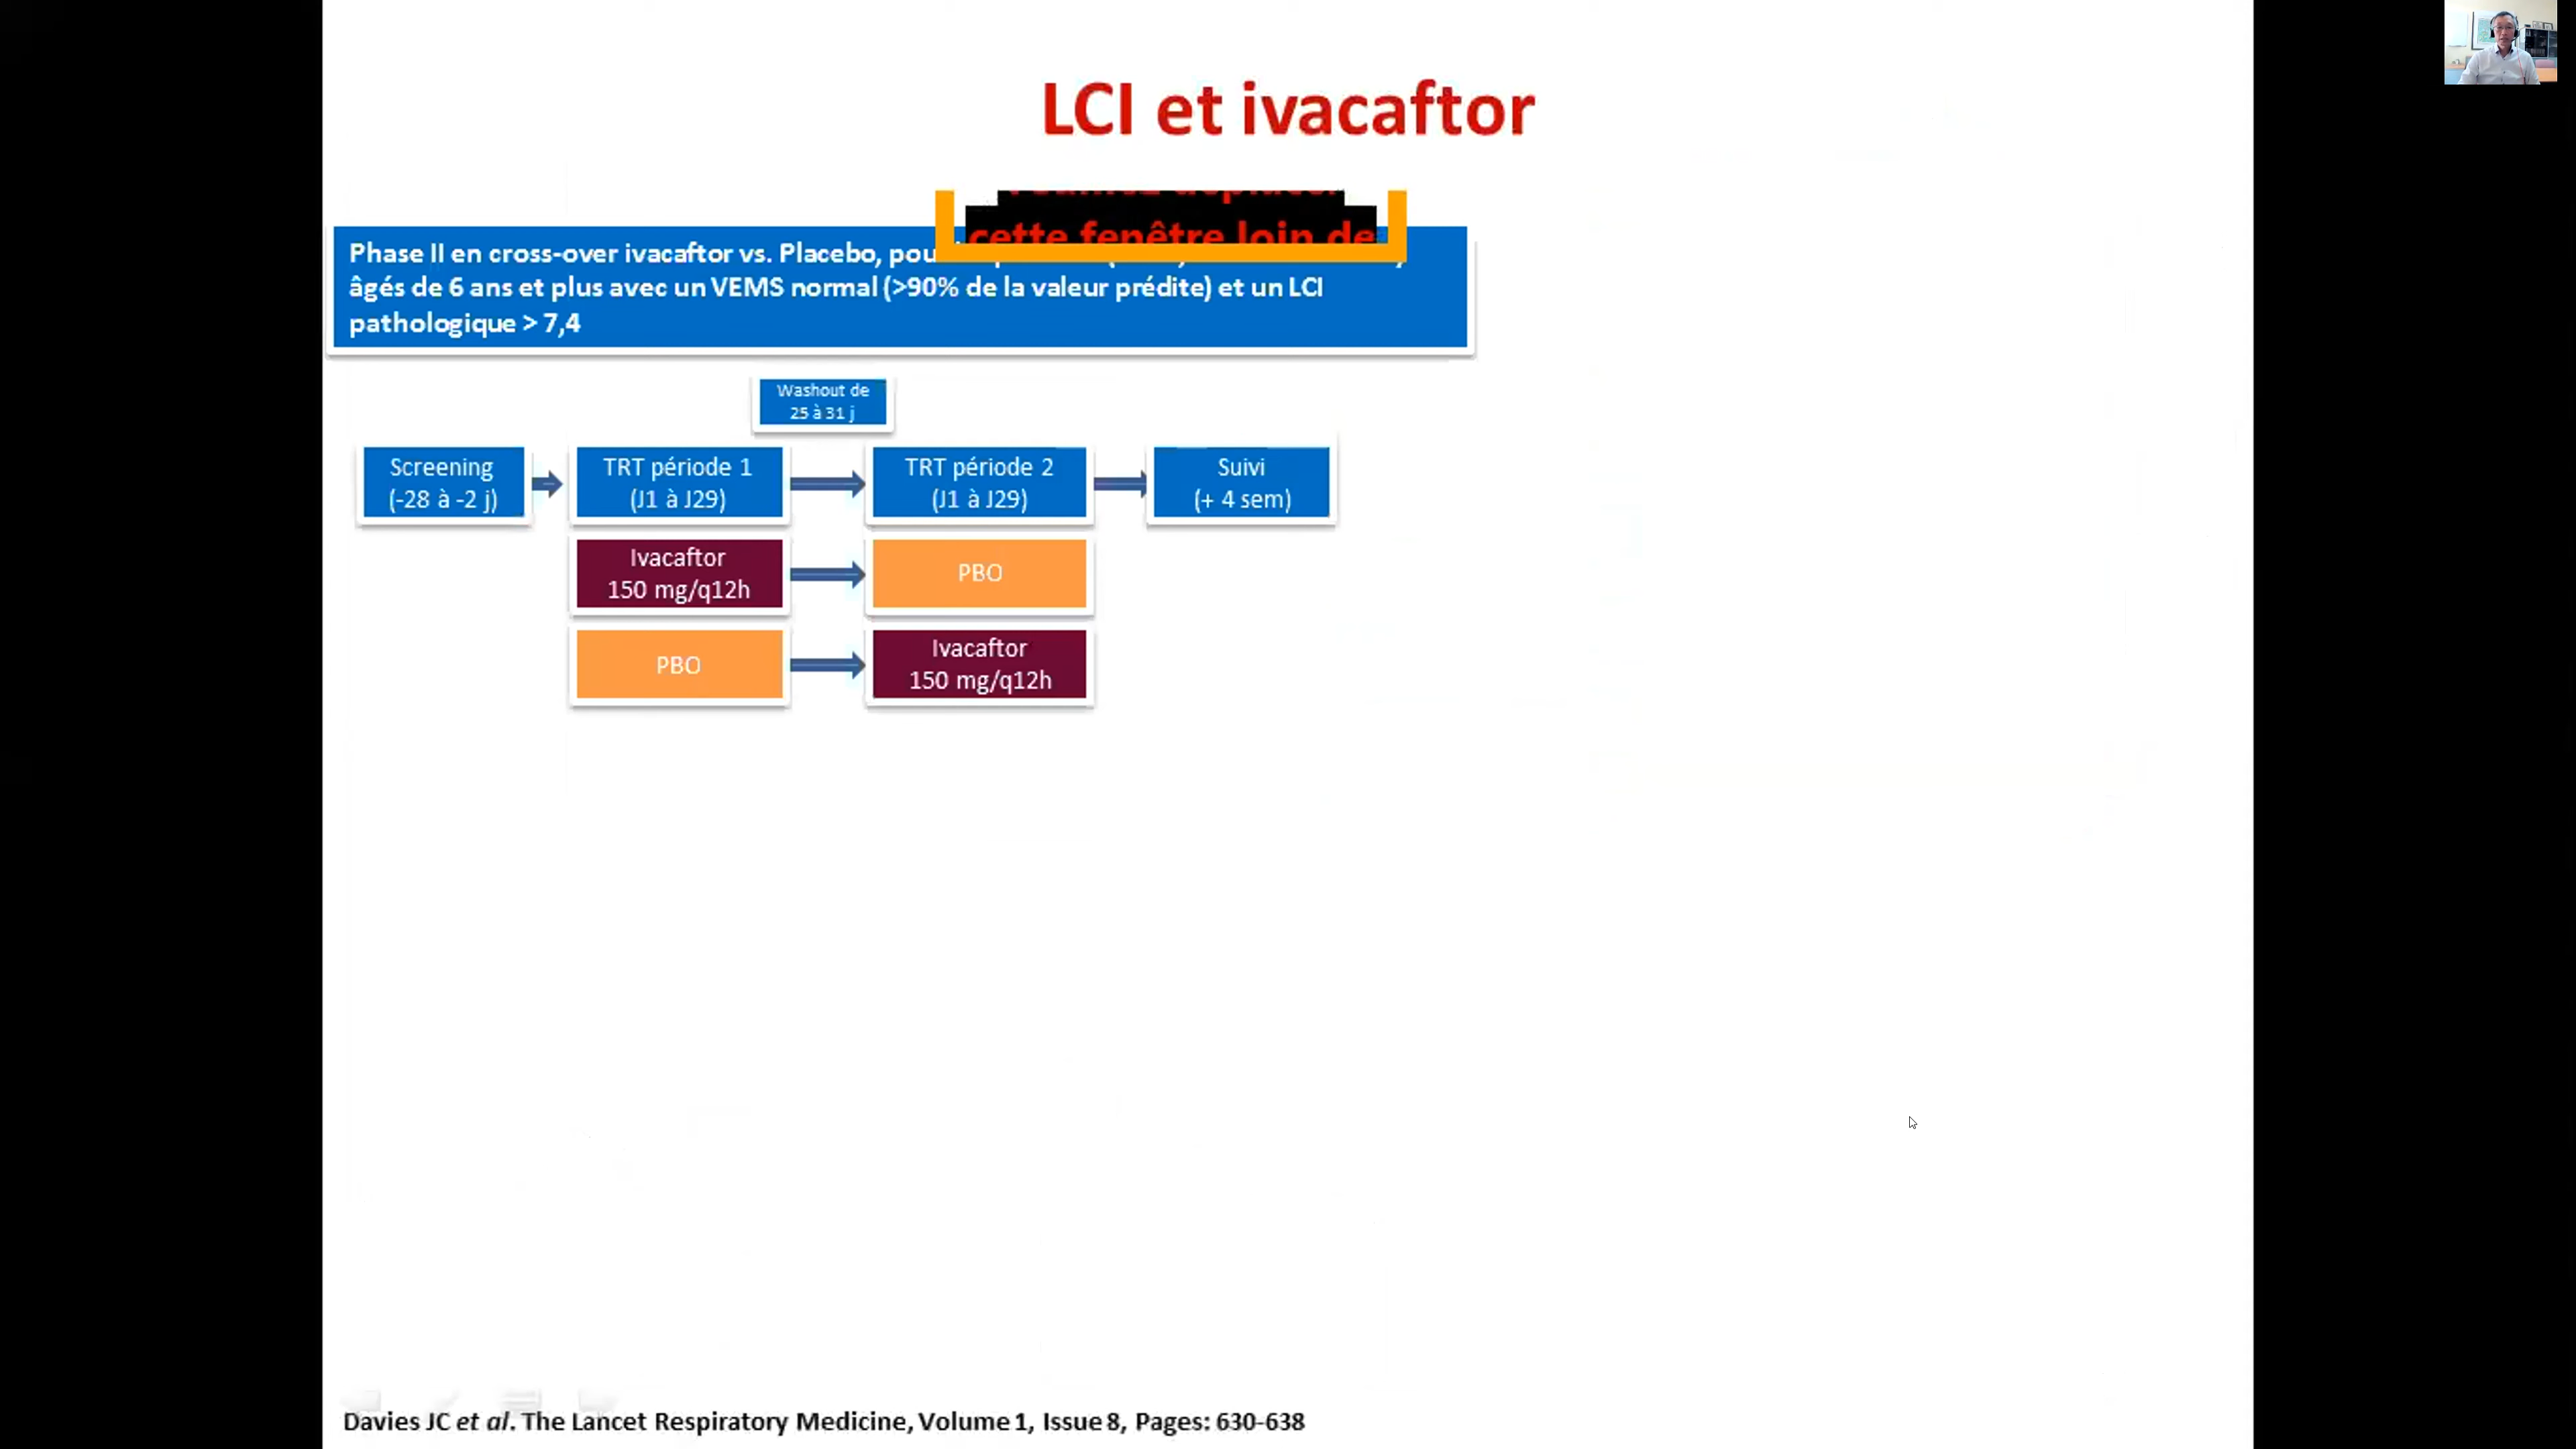 LCI et ivacaftor
cette fenêtre loin de
Phase II en cross-over ivacaftor vs. Placebo,
âgés de 6 ans et plus avec un VEMS normal (>90% de la valeur prédite) et un LCI
pathologique > 7,4
Washout de
25 à 31 j
Screening
(-28 à -2 j)
TRT période 1
(J1 à J29)
TRT période 2
(J1 à J29)
Suivi
(+ 4 sem)
Ivacaftor
150 mg/q12h
PBO
PBO
Ivacaftor
150 mg/q12h
Davies JC et al. The Lancet Respiratory Medicine, Volume 1, Issue 8, Pages: 630-638